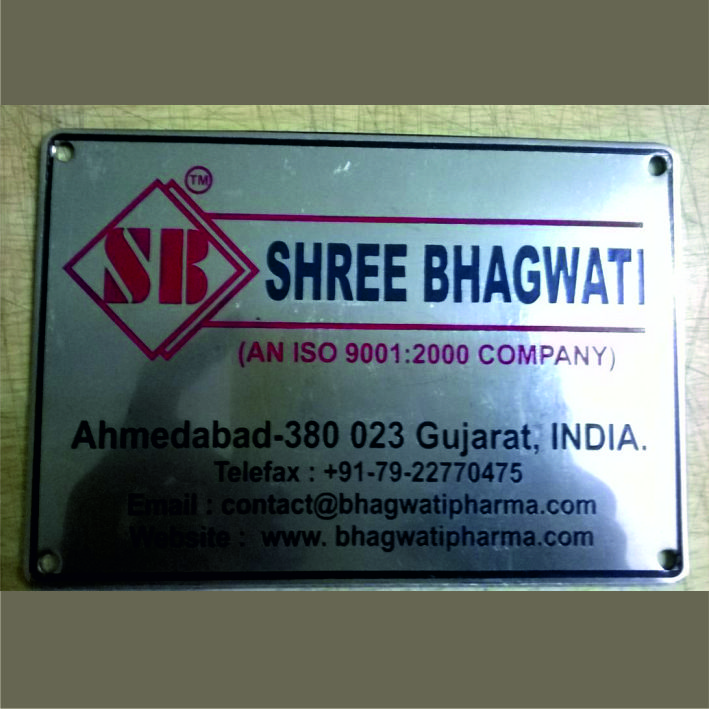 TM
SB
SHREE BHAGWATI
(AN ISO 9001:2000 COMPANY)
Ahmedabad-380 023 Gujarat, INDIA.
Telefax : +91-79-22770475
Email : contact@bhagwatipharma.com
Website : www. bhagwatipharma.com